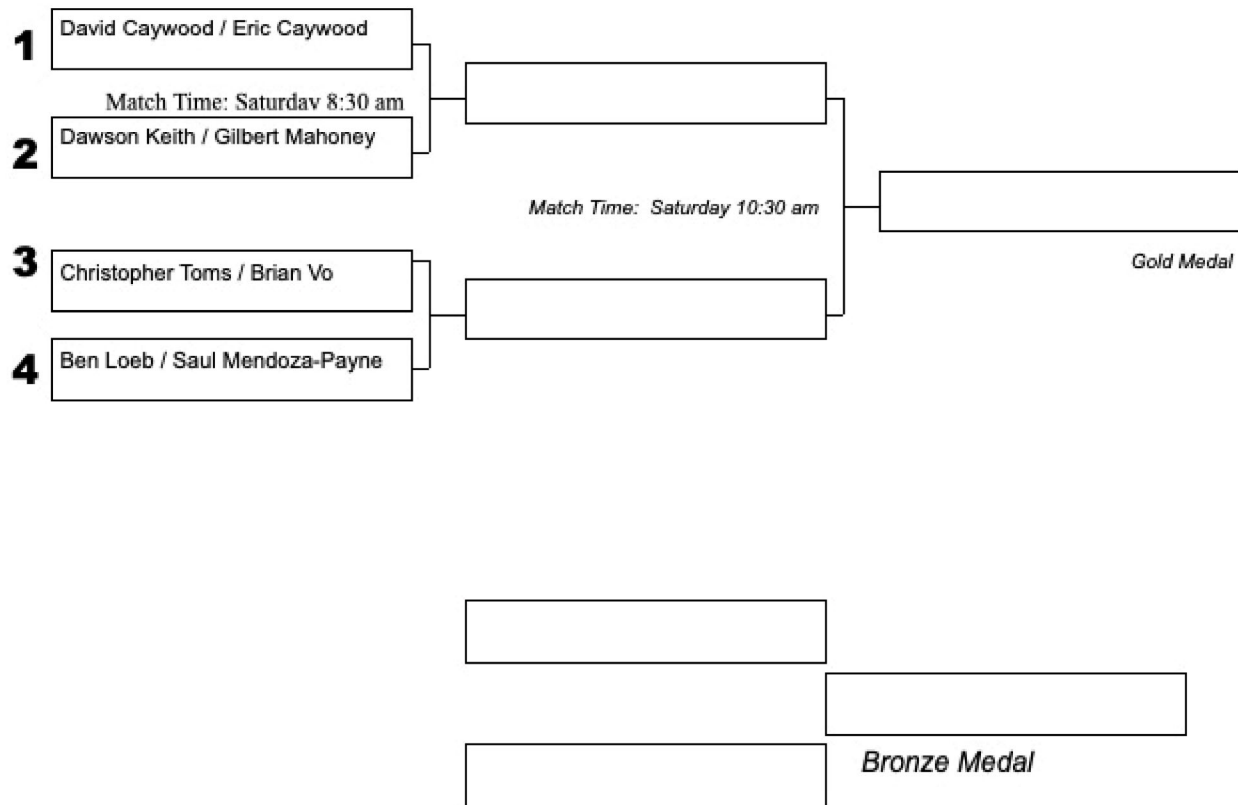 1
David Caywood / Eric Caywood
Match Time: Saturday 8:30 am
2
Dawson Keith / Gilbert Mahoney
Match Time: Saturday 10:30 am
3
Christopher Toms / Brian Vo
Gold Medal
4
Ben Loeb / Saul Mendoza-Payne
Bronze Medal